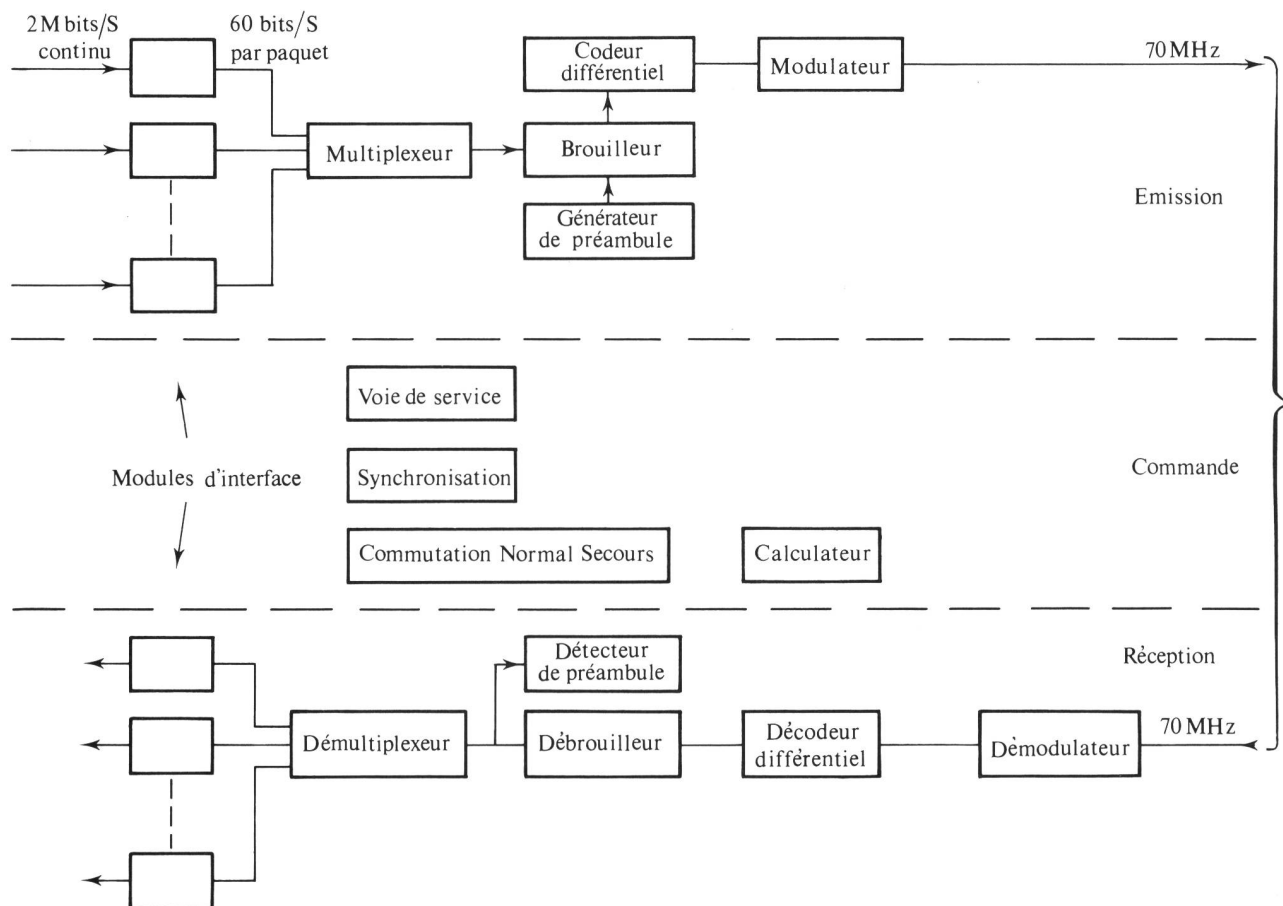 2 M bits/S
continu
60 bits/S
par paquet
Codeur
différentiel
Modulateur
70 MHz
Multiplexeur
Brouilleur
Générateur
de préambule
Emission
Voie de service
Modules d'interface
Synchronisation
Commande
Commutation Normal Secours
Calculateur
Détecteur
de préambule
Réception
Démultiplexeur
Débrouilleur
Décodeur
différentiel
Démodulateur
70 MHz